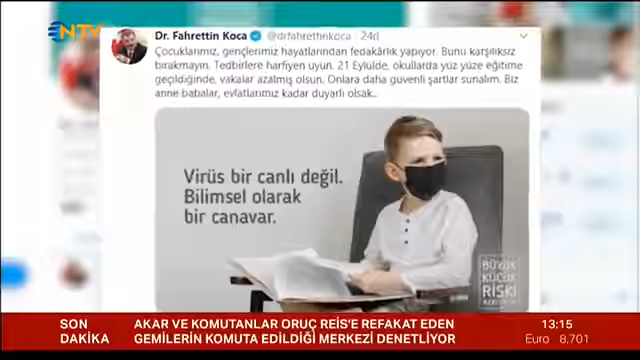 NTV
Dr. Fahrettin Koca @drfahrettinkoca · 24d
Çocuklarımız, gençlerimiz hayatlarından fedakârlık yapıyor. Bunu karşılıksız
bırakmayın. Tedbirlere harfiyen uyun. 21 Eylülde, okullarda yüz yüze eğitime
geçildiğinde, vakalar azalmış olsun. Onlara daha güvenli şartlar sunalım. Biz
anne babalar, evlatlarımız kadar duyarlı olsak..
Virüs bir canlı değil.
Bilimsel olarak
bir canavar.
BÜYÜK
KÜÇÜK
RİSKİ
SON
DAKİKA
AKAR VE KOMUTANLAR ORUÇ REİS'E REFAKAT EDEN
GEMİLERİN KOMUTA EDİLDİĞİ MERKEZİ DENETLİYOR
13:15
Euro 8,701